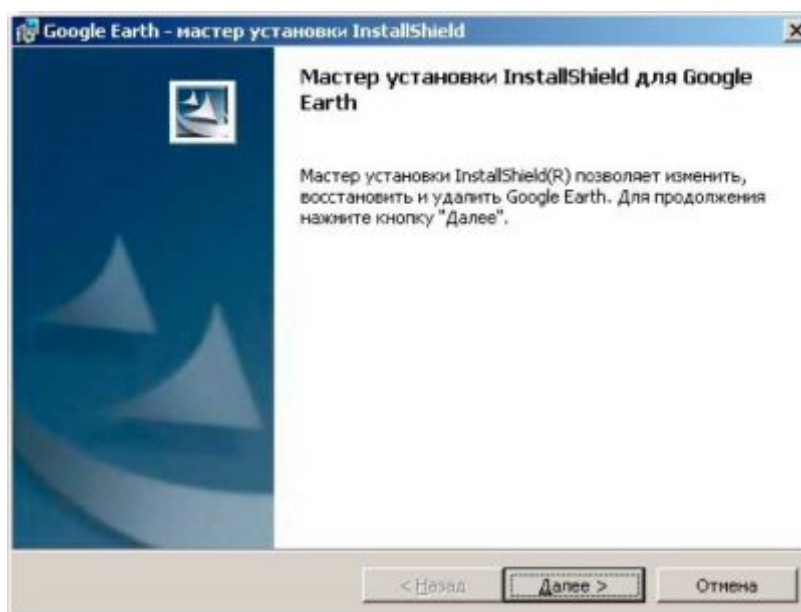 Google Earth - мастер установки InstallShield
Мастер установки InstallShield для Google
Earth
Мастер установки InstallShield(R) позволяет изменить,
восстановить и удалить Google Earth. Для продолжения
нажмите кнопку "Далее".
< Назад Далее > Отмена